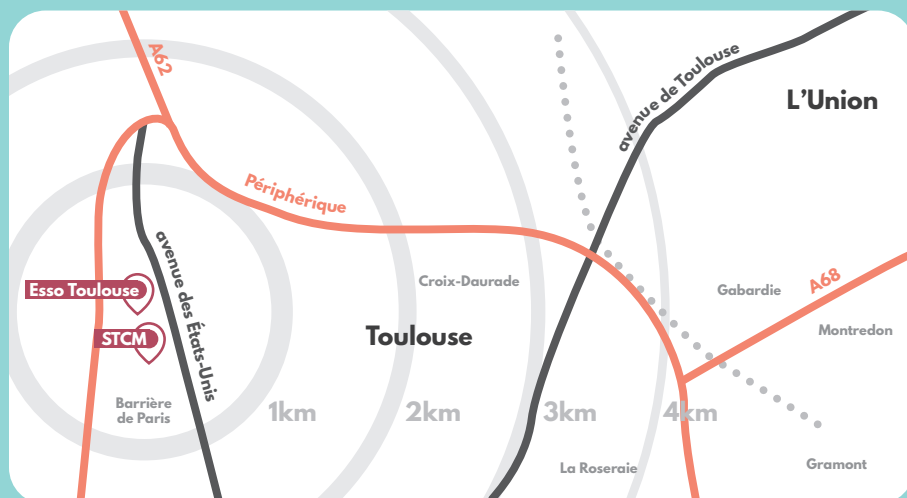 A62
avenue de Toulouse
L’Union
Périphérique
avenue des États-Unis
Croix-Daurade
Gabardie
A68
Esso Toulouse
Montredon
STCM
Toulouse
Barrière
de Paris
1km
2km
3km
4km
La Roseraie
Gramont